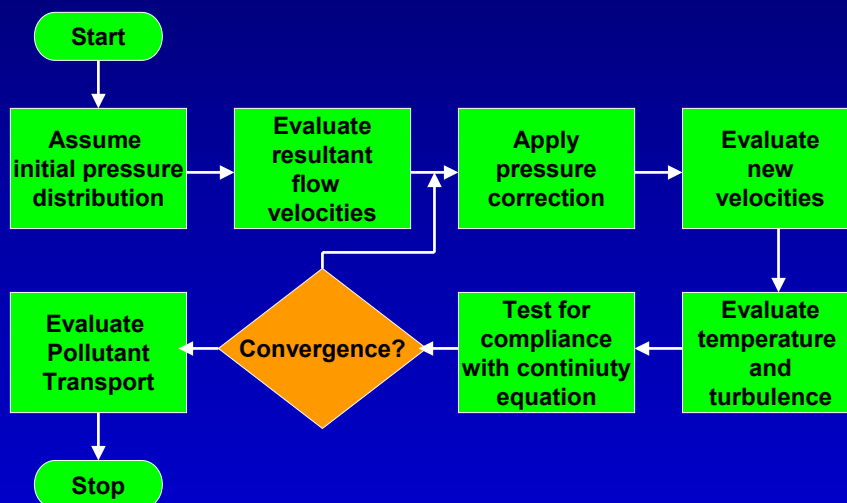 Start
Assume
initial pressure
distribution
Evaluate
resultant
flow
velocities
Apply
pressure
correction
Evaluate
new
velocities
Evaluate
temperature
and
turbulence
Test for
compliance
with continiuty
equation
Convergence?
Evaluate
Pollutant
Transport
Stop